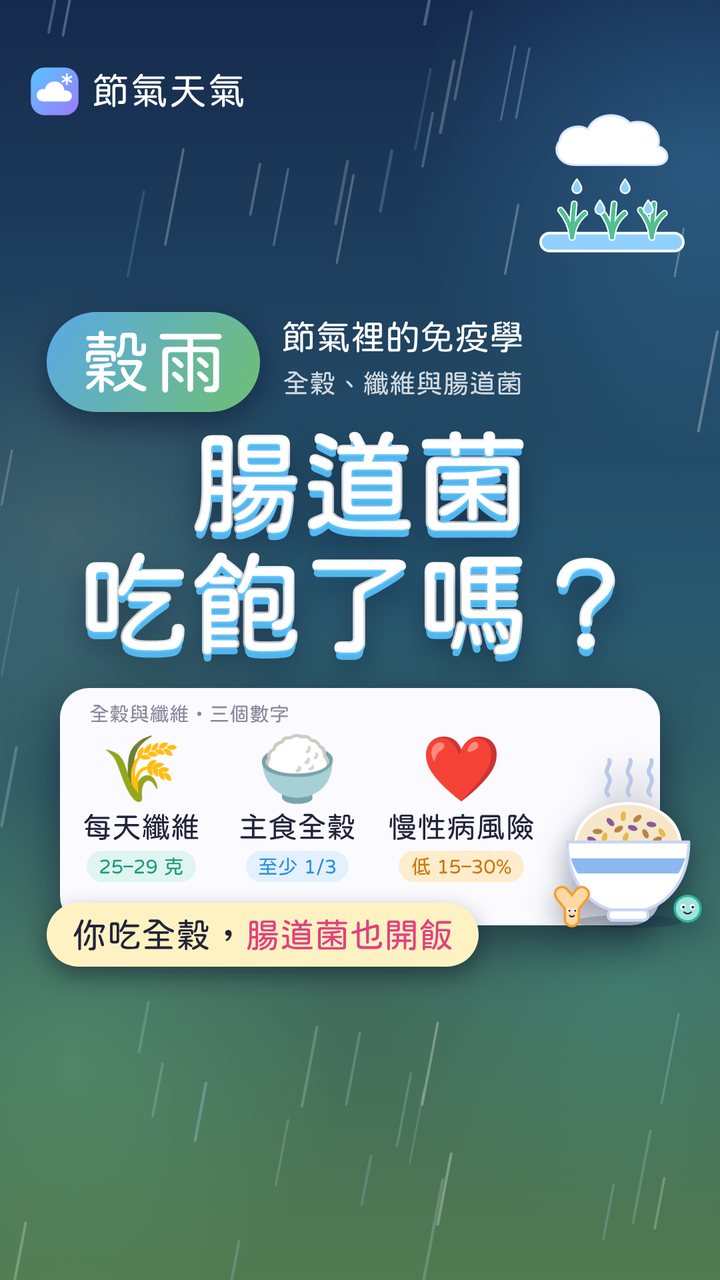 節氣天氣
穀雨
節氣裡的免疫學
全穀、纖維與腸道菌
腸道菌
吃飽了嗎？
全穀與纖維・三個數字
每天纖維
25–29 克
主食全穀
至少 1/3
慢性病風險
低 15–30%
你吃全穀，腸道菌也開飯